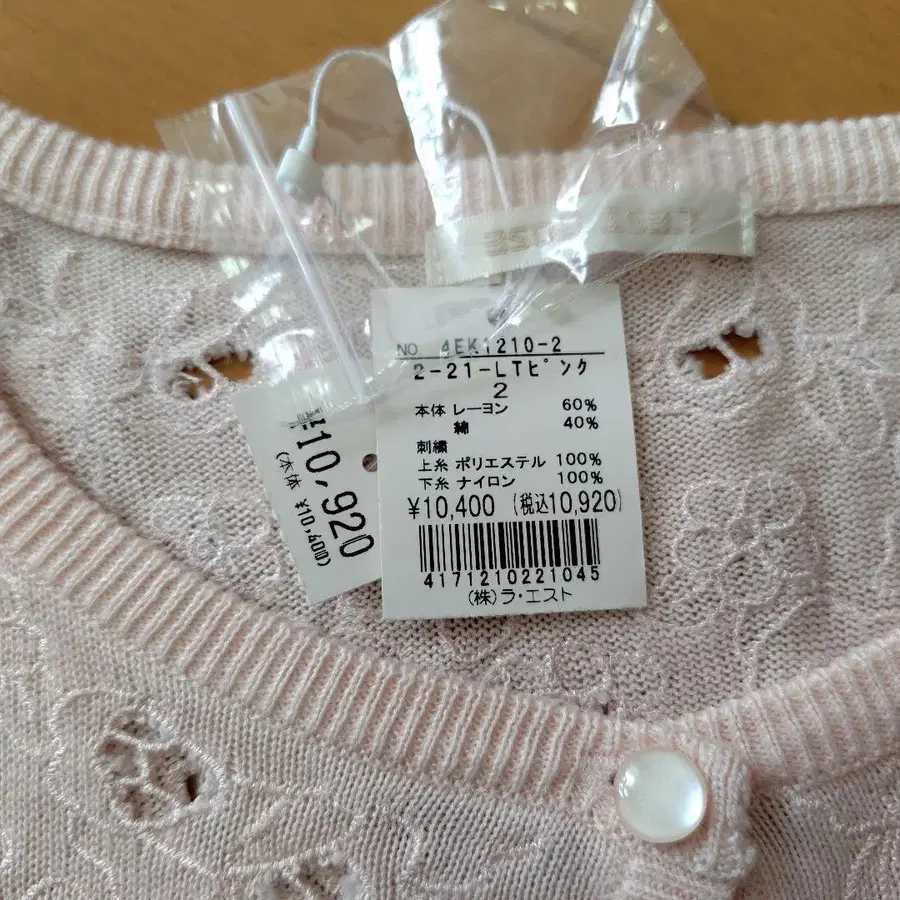 NO 4EK1210-2
2-21-LTピンク
2
本体 レーヨン 60%
綿 40%
刺繍
上糸 ポリエステル 100%
下糸 ナイロン 100%
¥10,400 (税込10,920)
4171210221045
(株)ラ・エスト
10,920
(本体 ¥10,400)